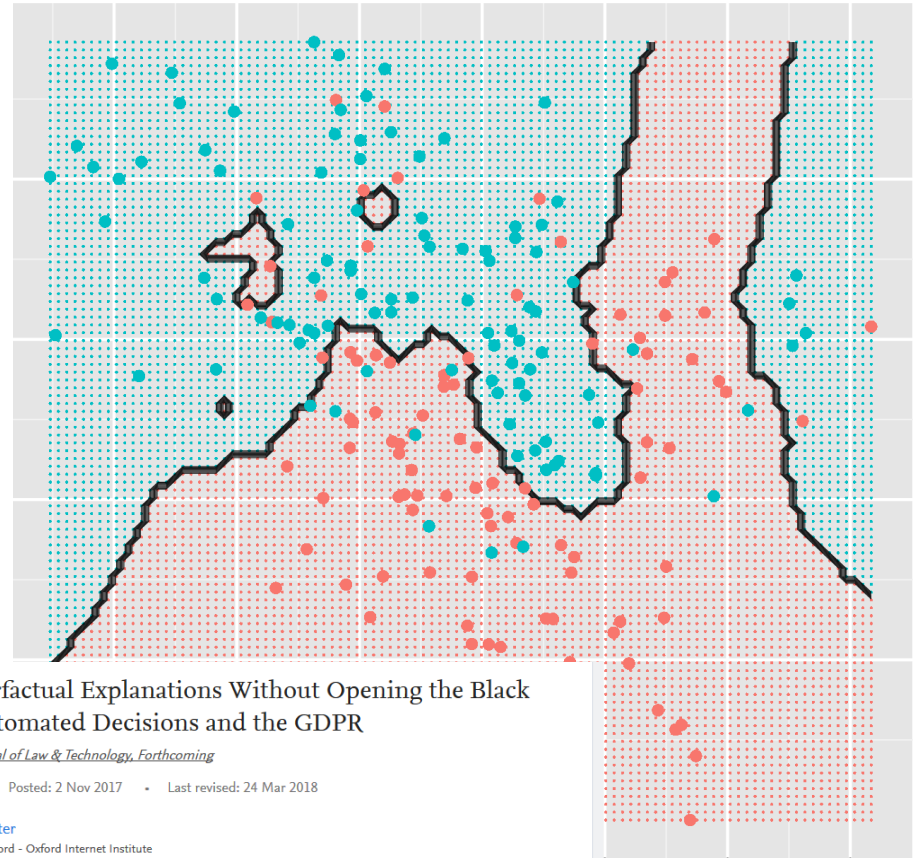 rfactual Explanations Without Opening the Black
tomated Decisions and the GDPR
al of Law & Technology, Forthcoming
Posted: 2 Nov 2017 • Last revised: 24 Mar 2018
ter
ord - Oxford Internet Institute